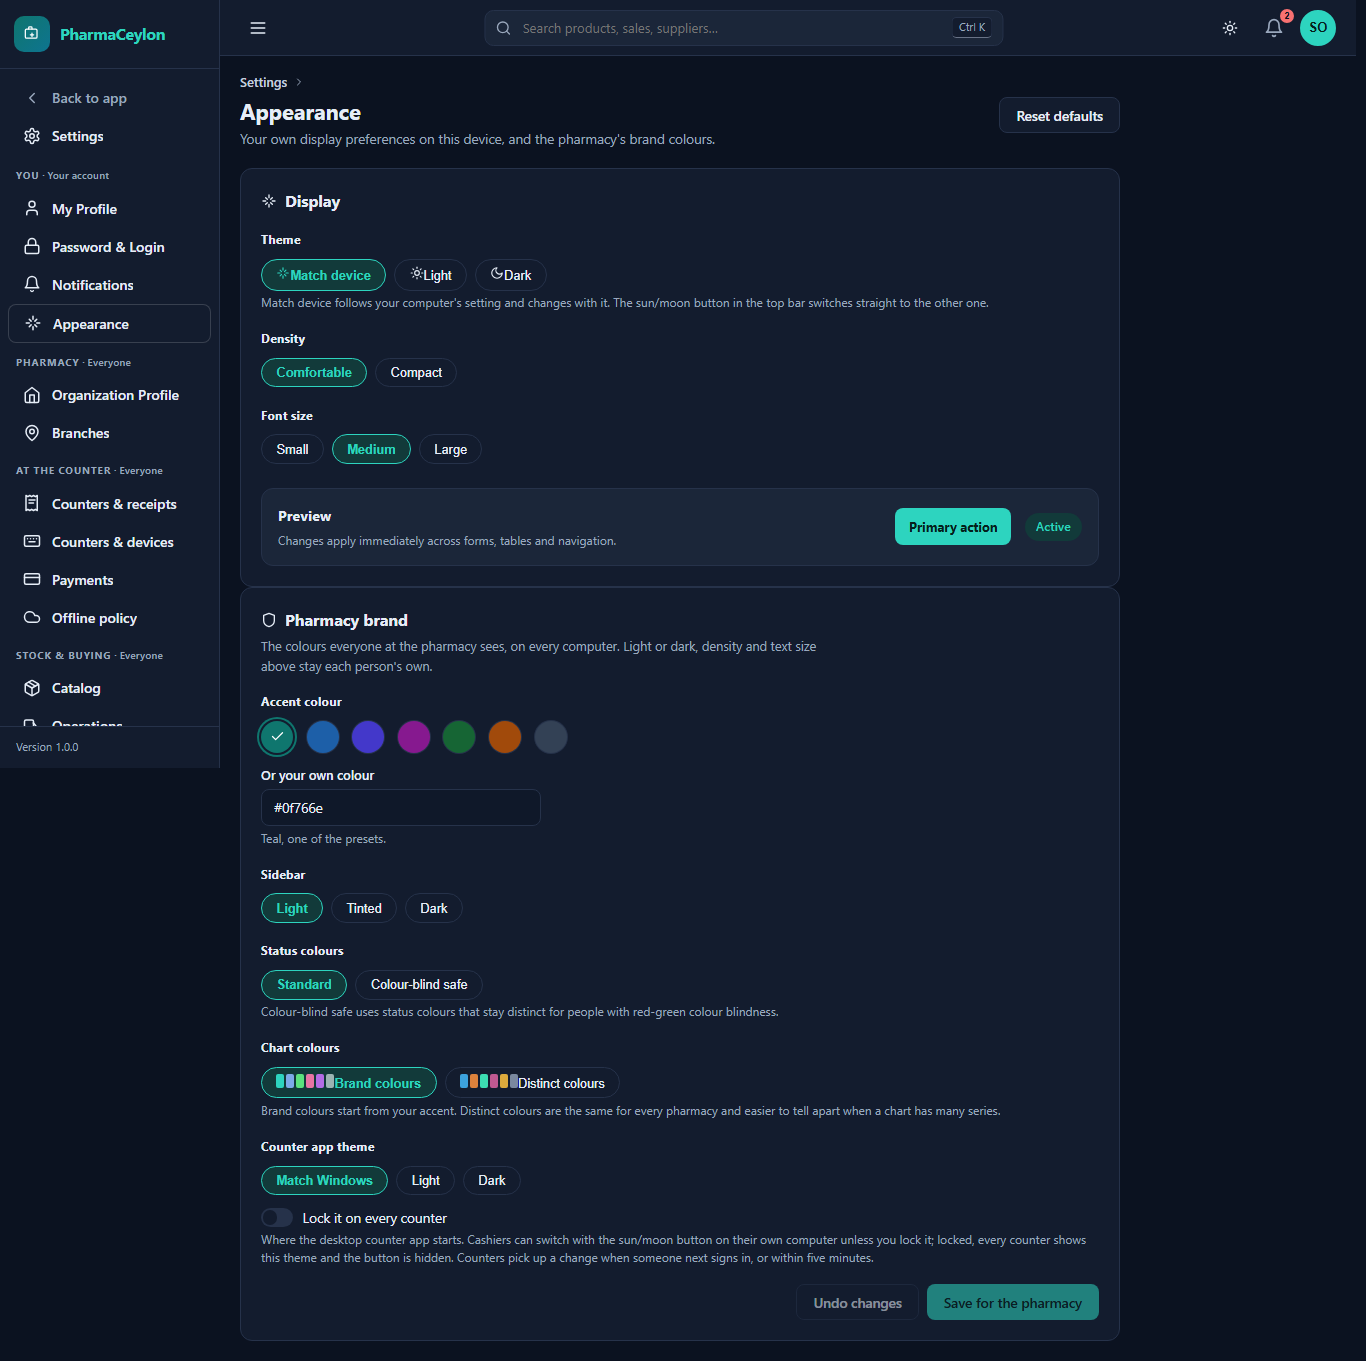 PharmaCeylon
Search products, sales, suppliers...
Ctrl K
2
SO
Back to app
Settings
YOU · Your account
My Profile
Password & Login
Notifications
Appearance
PHARMACY · Everyone
Organization Profile
Branches
AT THE COUNTER · Everyone
Counters & receipts
Counters & devices
Payments
Offline policy
STOCK & BUYING · Everyone
Catalog
Operations
Version 1.0.0
Settings
Appearance
Your own display preferences on this device, and the pharmacy's brand colours.
Reset defaults
Display
Theme
Match device
Light
Dark
Match device follows your computer's setting and changes with it. The sun/moon button in the top bar switches straight to the other one.
Density
Comfortable
Compact
Font size
Small
Medium
Large
Preview
Changes apply immediately across forms, tables and navigation.
Primary action
Active
Pharmacy brand
The colours everyone at the pharmacy sees, on every computer. Light or dark, density and text size
above stay each person's own.
Accent colour
Or your own colour
#0f766e
Teal, one of the presets.
Sidebar
Light
Tinted
Dark
Status colours
Standard
Colour-blind safe
Colour-blind safe uses status colours that stay distinct for people with red-green colour blindness.
Chart colours
Brand colours
Distinct colours
Brand colours start from your accent. Distinct colours are the same for every pharmacy and easier to tell apart when a chart has many series.
Counter app theme
Match Windows
Light
Dark
Lock it on every counter
Where the desktop counter app starts. Cashiers can switch with the sun/moon button on their own computer unless you lock it; locked, every counter shows
this theme and the button is hidden. Counters pick up a change when someone next signs in, or within five minutes.
Undo changes
Save for the pharmacy